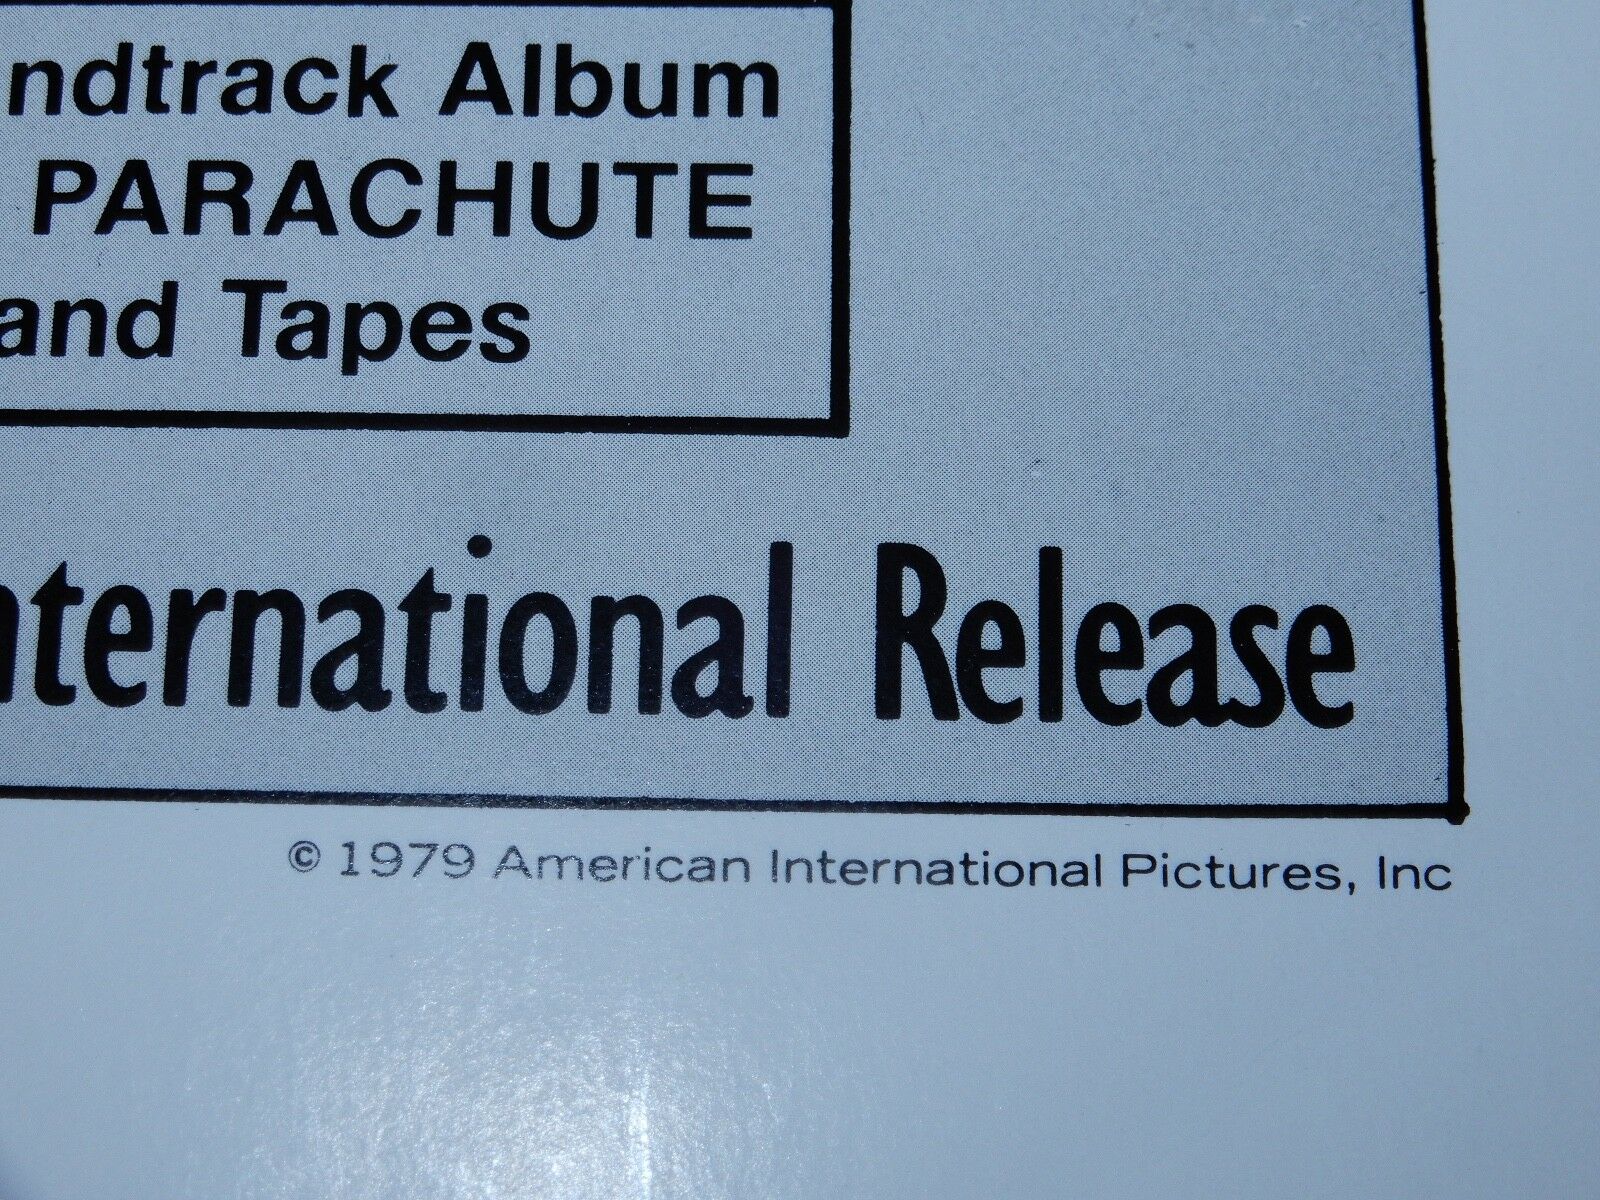 ndtrack Album
PARACHUTE
and Tapes
nternational Release
© 1979 American International Pictures, Inc